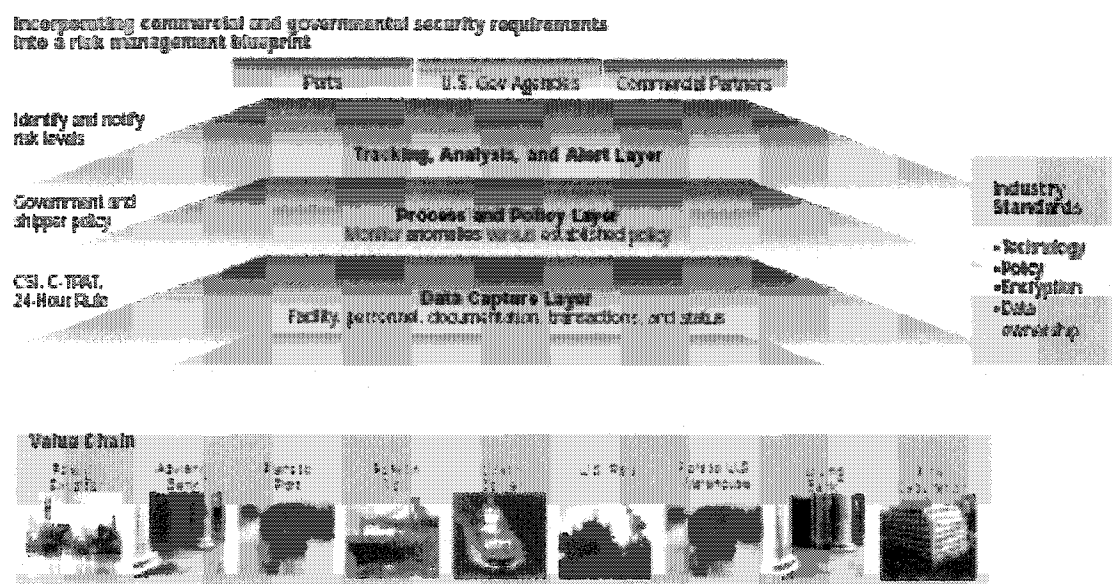 Incorporating commercial and governmental security requirements
into a risk management blueprint
Ports
U.S. Gov Agencies
Commercial Partners
Identify and notify
risk levels
Tracking, Analysis, and Alert Layer
Government and
shipper policy
Process and Policy Layer
Monitor anomalies versus established policy
CSI, C-TPAT,
24-Hour Rule
Data Capture Layer
Facility, personnel, documentation, transactions, and status
Industry
Standards
•Technology
•Policy
•Encryption
•Data
ownership
Value Chain